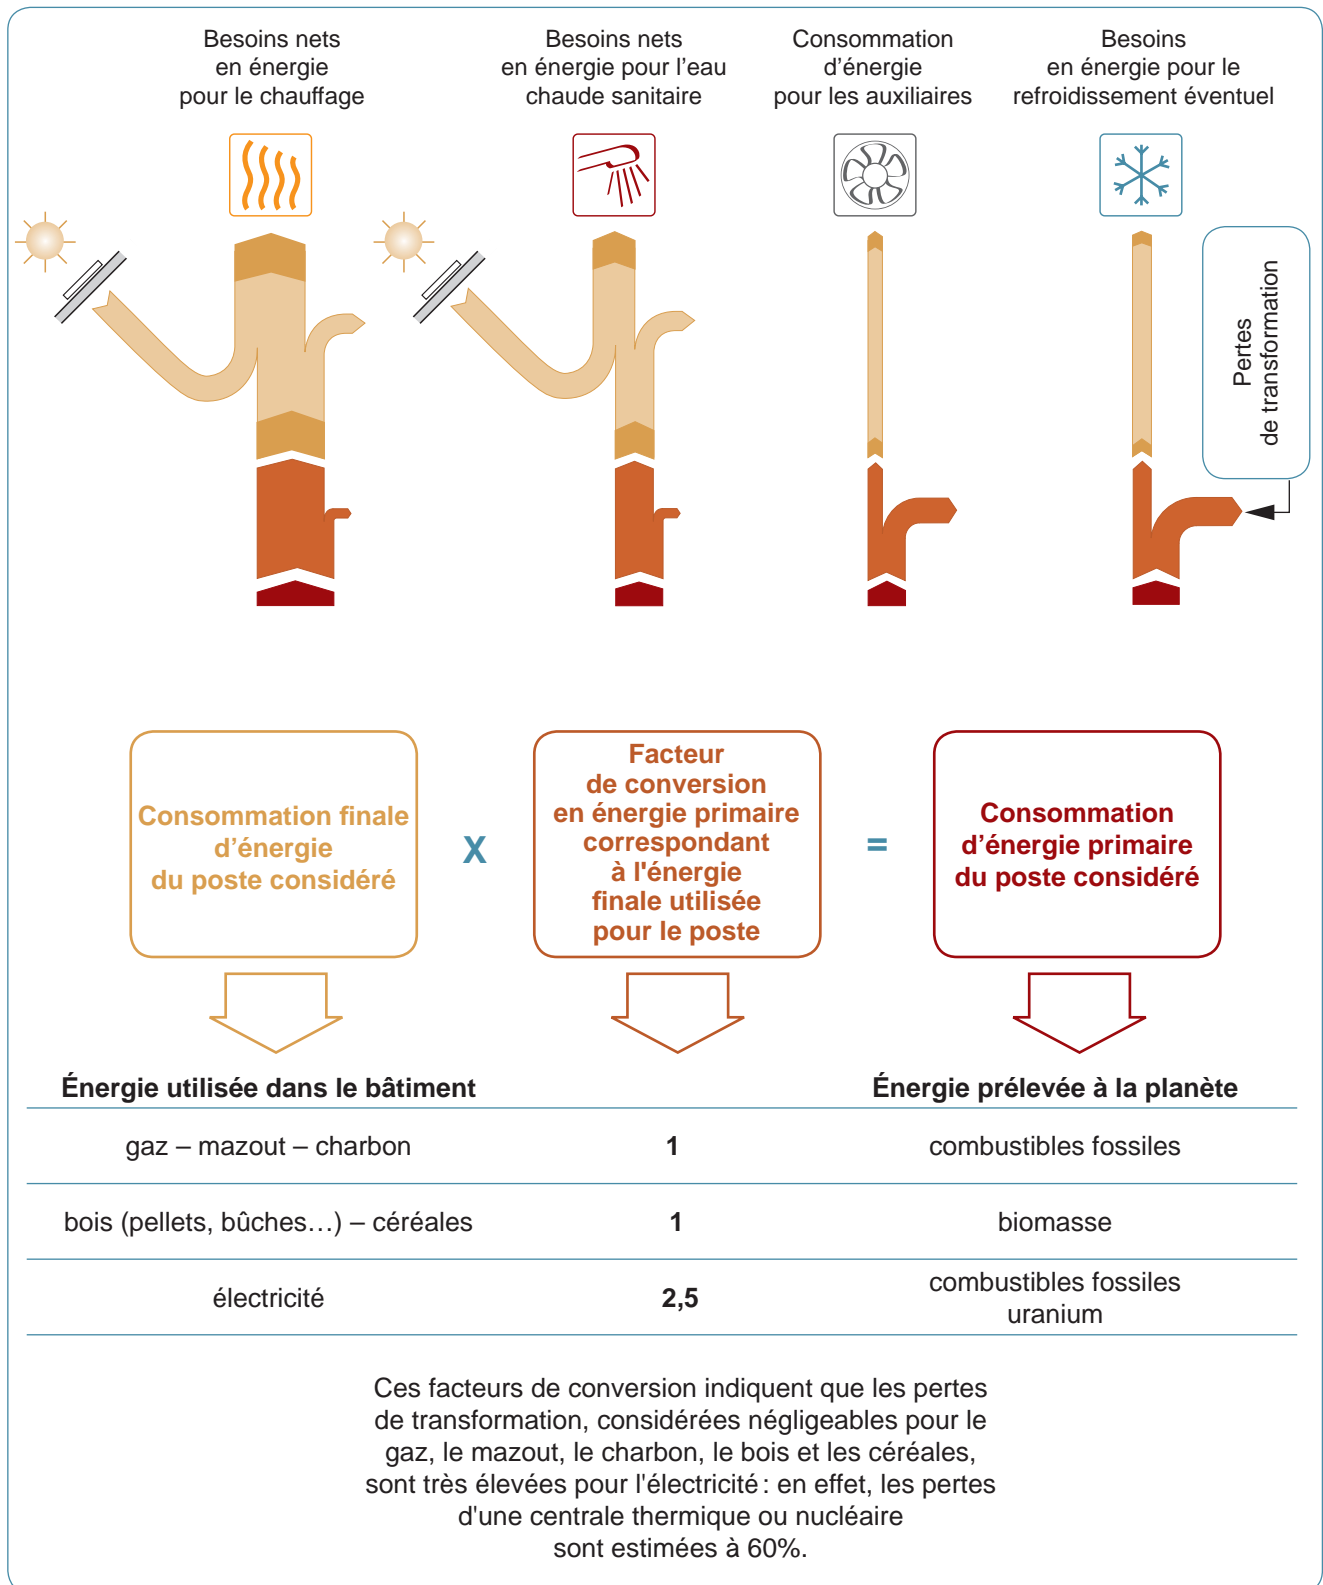 Besoins nets
en énergie
pour le chauffage
Besoins nets
en énergie pour l'eau
chaude sanitaire
Consommation
d'énergie
pour les auxiliaires
Besoins
en énergie pour le
refroidissement éventuel
Pertes
de transformation
Consommation finale
d'énergie
du poste considéré
X
Facteur
de conversion
en énergie primaire
correspondant
à l'énergie
finale utilisée
pour le poste
=
Consommation
d'énergie primaire
du poste considéré
Énergie utilisée dans le bâtiment
Énergie prélevée à la planète
gaz – mazout – charbon
1
combustibles fossiles
bois (pellets, bûches…) – céréales
1
biomasse
électricité
2,5
combustibles fossiles
uranium
Ces facteurs de conversion indiquent que les pertes
de transformation, considérées négligeables pour le
gaz, le mazout, le charbon, le bois et les céréales,
sont très élevées pour l'électricité : en effet, les pertes
d'une centrale thermique ou nucléaire
sont estimées à 60%.